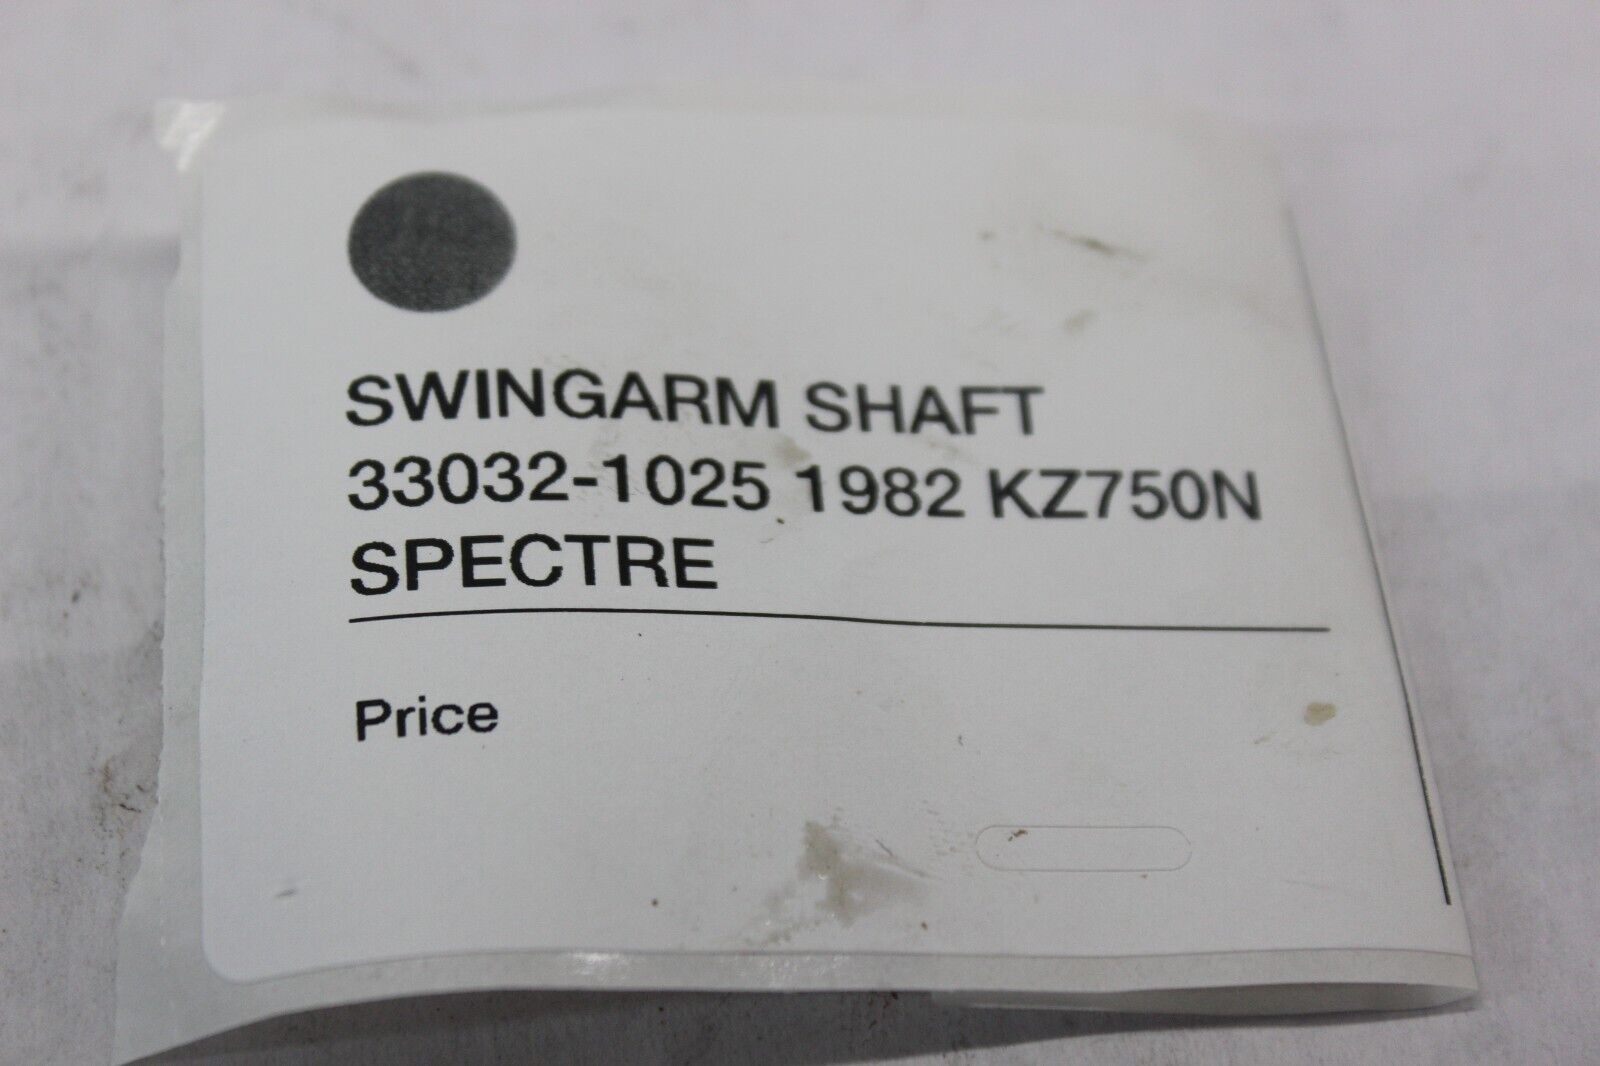 SWINGARM SHAFT
33032-1025 1982 KZ750N
SPECTRE
Price